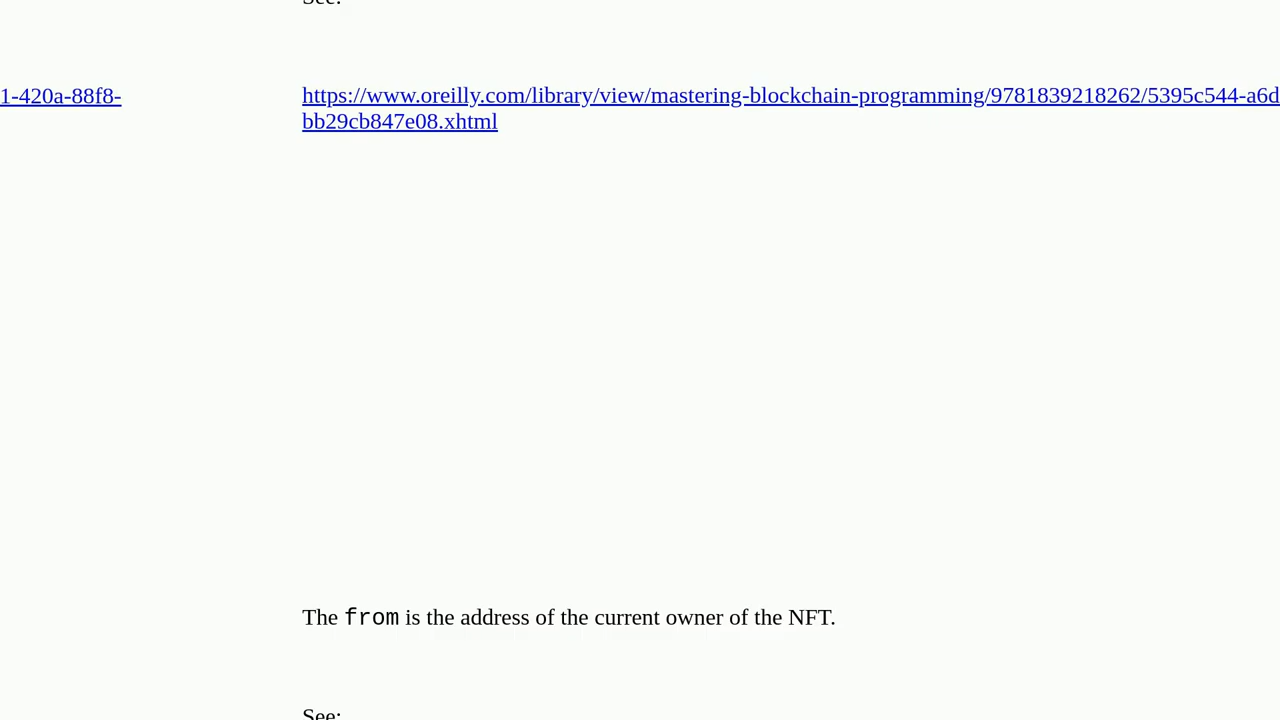 See:
1-420a-88f8-
https://www.oreilly.com/library/view/mastering-blockchain-programming/9781839218262/5395c544-a6d
bb29cb847e08.xhtml
The from is the address of the current owner of the NFT.
See: